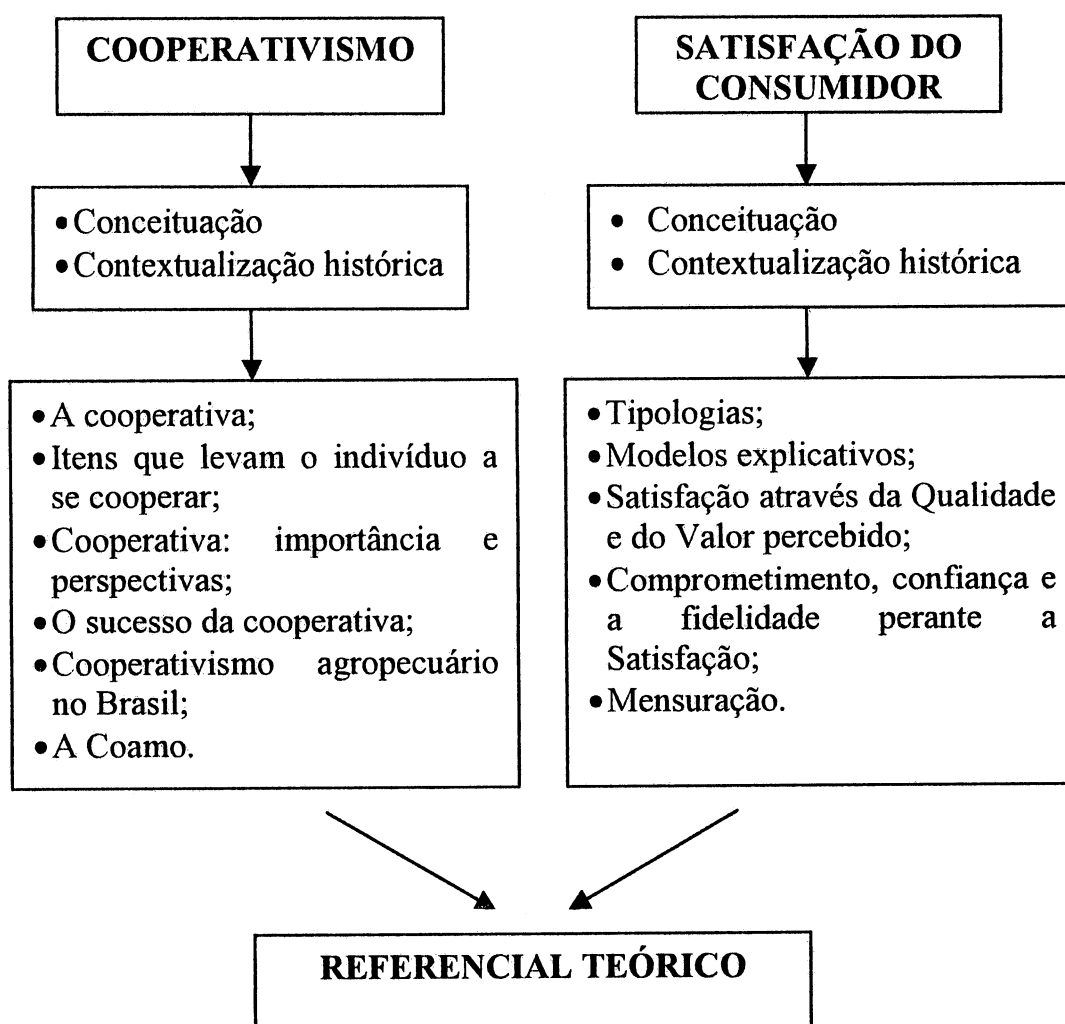 COOPERATIVISMO
• Conceituação
• Contextualização histórica
• A cooperativa;
• Itens que levam o indivíduo a
se cooperar;
• Cooperativa: importância e
perspectivas;
• O sucesso da cooperativa;
• Cooperativismo agropecuário
no Brasil;
• A Coamo.
SATISFAÇÃO DO
CONSUMIDOR
• Conceituação
• Contextualização histórica
• Tipologias;
• Modelos explicativos;
• Satisfação através da Qualidade
e do Valor percebido;
• Comprometimento, confiança e
a fidelidade perante a
Satisfação;
• Mensuração.
REFERENCIAL TEÓRICO